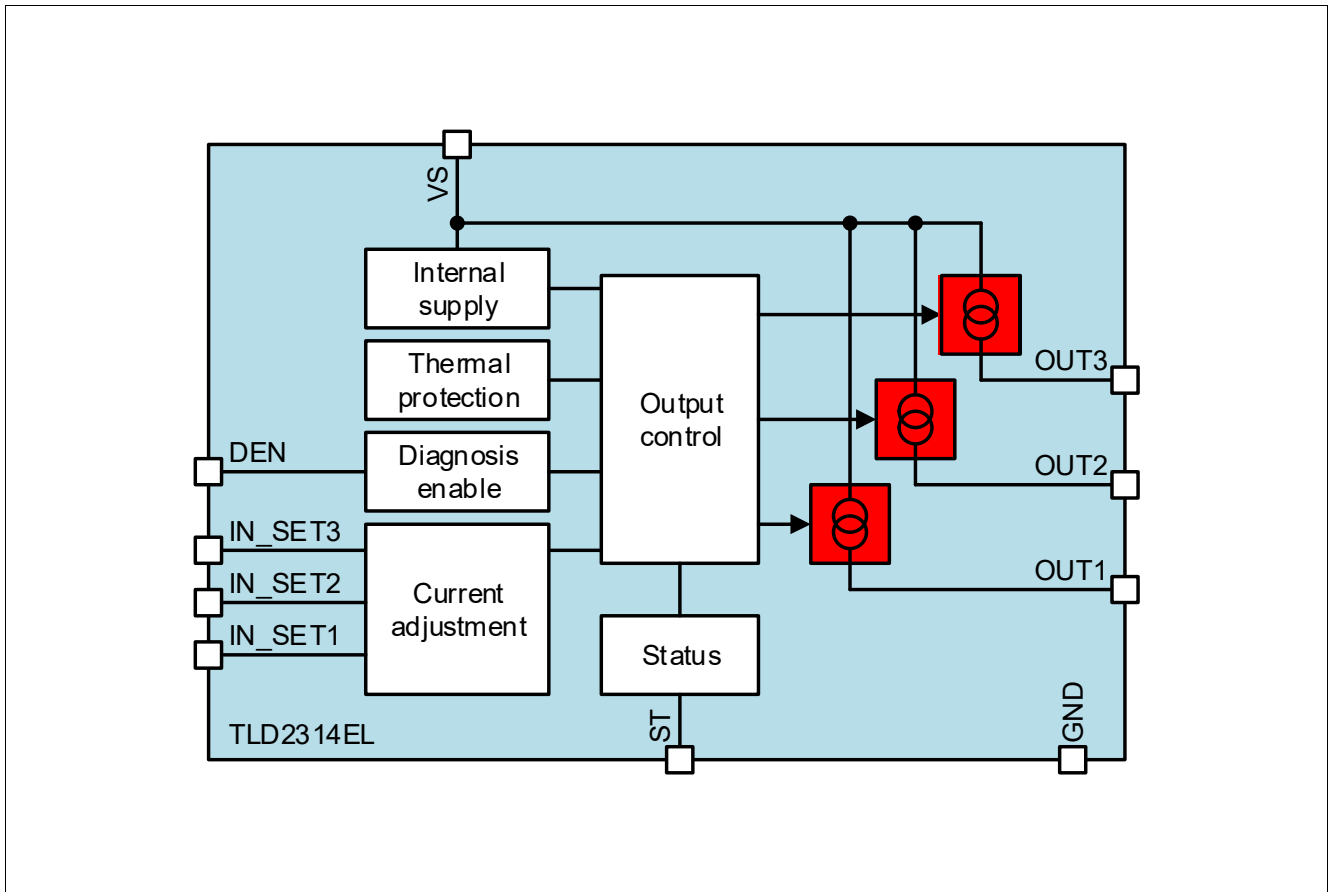 VS
Internal
supply
Thermal
protection
Output
control
OUT3
DEN
Diagnosis
enable
OUT2
IN_SET3
IN_SET2
IN_SET1
Current
adjustment
OUT1
Status
TLD2314EL
ST
GND